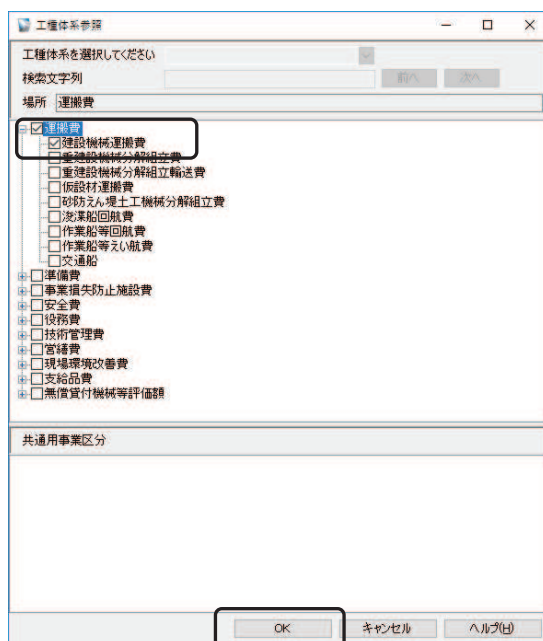 工種体系参照
工種体系を選択してください
検索文字列 前へ 次へ
場所 運搬費
運搬費
建設機械運搬費
重建設機械分解組立費
重建設機械分解組立輸送費
仮設材運搬費
砂防えん堤土工機械分解組立費
浚渫船回航費
作業船等回航費
作業船等えい航費
交通船
準備費
事業損失防止施設費
安全費
役務費
技術管理費
営繕費
現場環境改善費
支給品費
無償貸付機械等評価額
共通用事業区分
OK キャンセル ヘルプ(H)